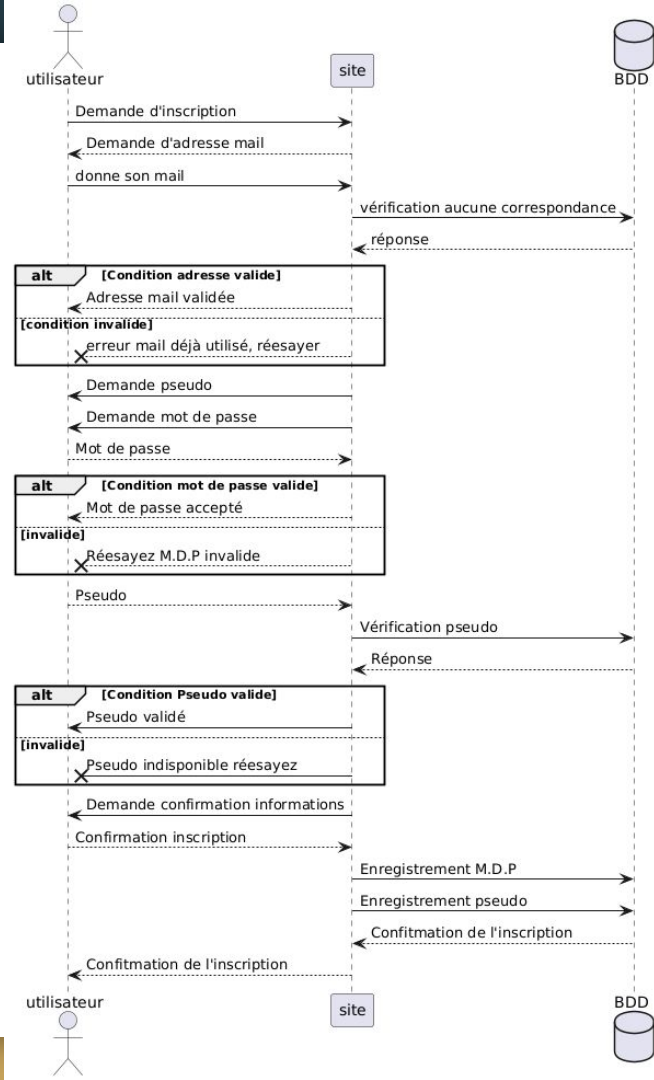 utilisateur
site
BDD
Demande d'inscription
Demande d'adresse mail
donne son mail
vérification aucune correspondance
réponse
alt [Condition adresse valide]
Adresse mail validée
[condition invalide]
erreur mail déjà utilisé, réesayer
Demande pseudo
Demande mot de passe
Mot de passe
alt [Condition mot de passe valide]
Mot de passe accepté
[invalide]
Réesayez M.D.P invalide
Pseudo
Vérification pseudo
Réponse
alt [Condition Pseudo valide]
Pseudo validé
[invalide]
Pseudo indisponible réesayez
Demande confirmation informations
Confirmation inscription
Enregistrement M.D.P
Enregistrement pseudo
Confitmation de l'inscription
Confitmation de l'inscription
utilisateur
site
BDD